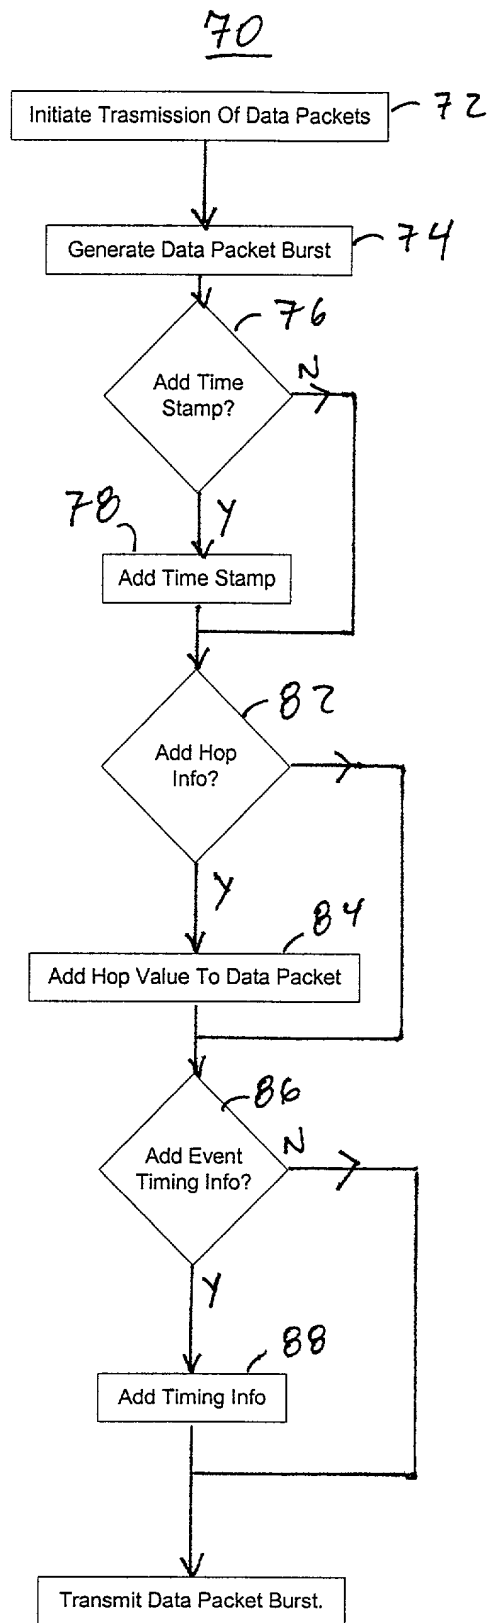 70
Initiate Trasmission Of Data Packets
72
Generate Data Packet Burst
74
76
Add Time
Stamp?
N
Y
78
Add Time Stamp
82
Add Hop
Info?
Y
84
Add Hop Value To Data Packet
86
Add Event
Timing Info?
N
Y
88
Add Timing Info
Transmit Data Packet Burst.